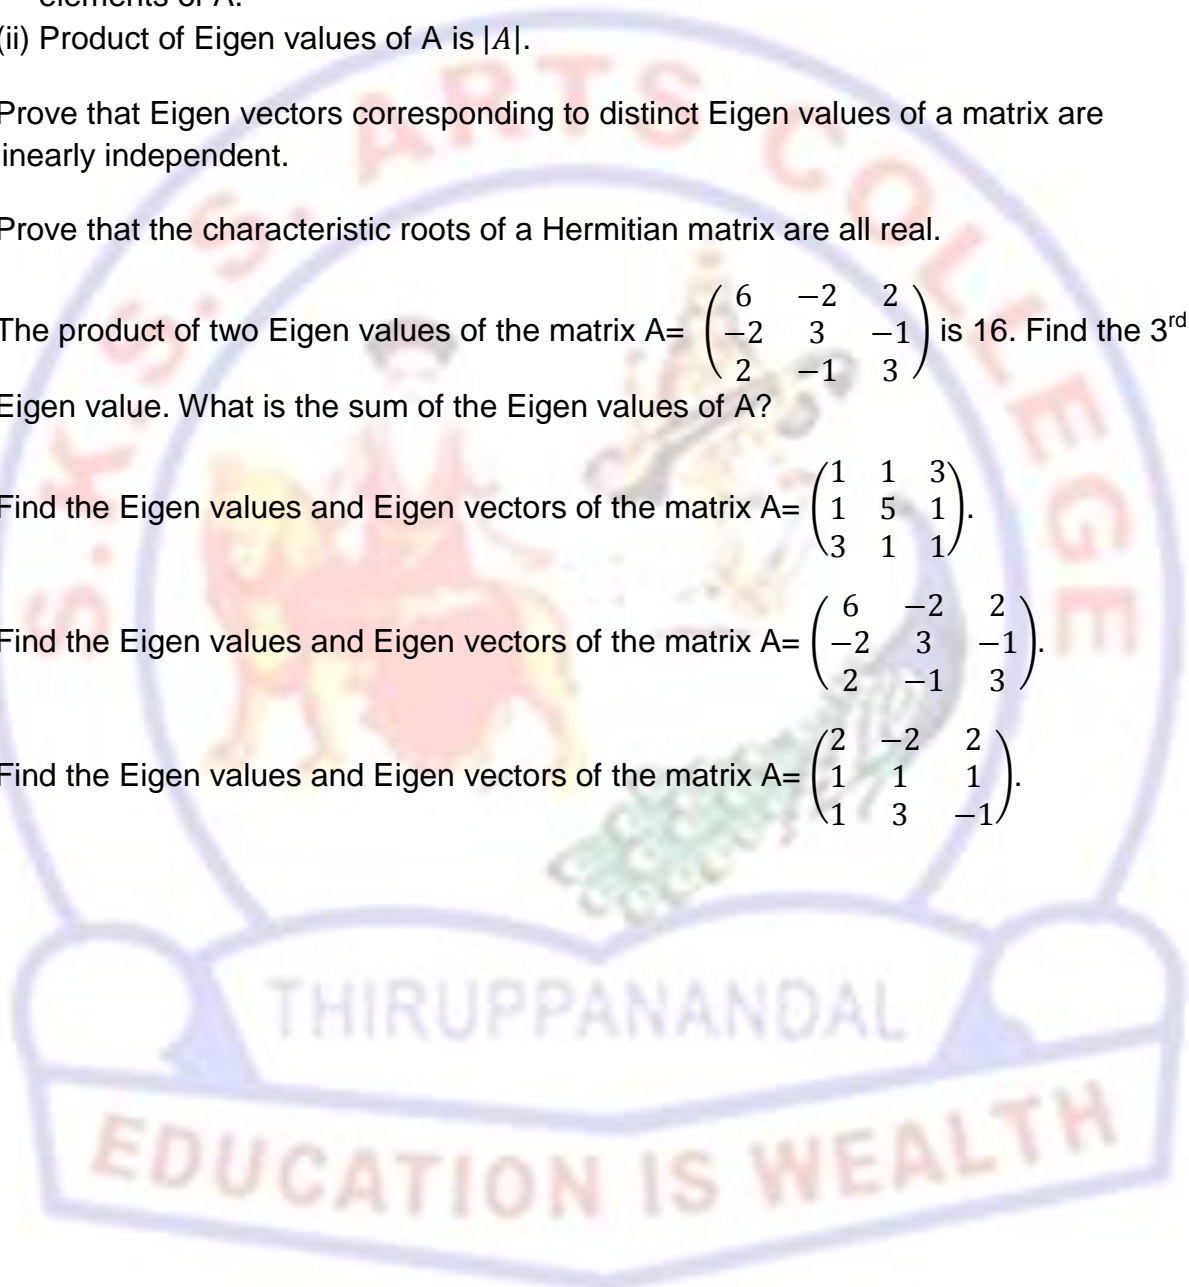 elements of A.
(ii) Product of Eigen values of A is |A|.
Prove that Eigen vectors corresponding to distinct Eigen values of a matrix are
linearly independent.
Prove that the characteristic roots of a Hermitian matrix are all real.
The product of two Eigen values of the matrix A= (6 −2 2
−2 3 −1
2 −1 3) is 16. Find the 3rd
Eigen value. What is the sum of the Eigen values of A?
Find the Eigen values and Eigen vectors of the matrix A= (1 1 3
1 5 1
3 1 1).
Find the Eigen values and Eigen vectors of the matrix A= (6 −2 2
−2 3 −1
2 −1 3).
Find the Eigen values and Eigen vectors of the matrix A= (2 −2 2
1 1 1
1 3 −1).
S.K.S.S. ARTS COLLEGE
THIRUPPANANDAL
EDUCATION IS WEALTH